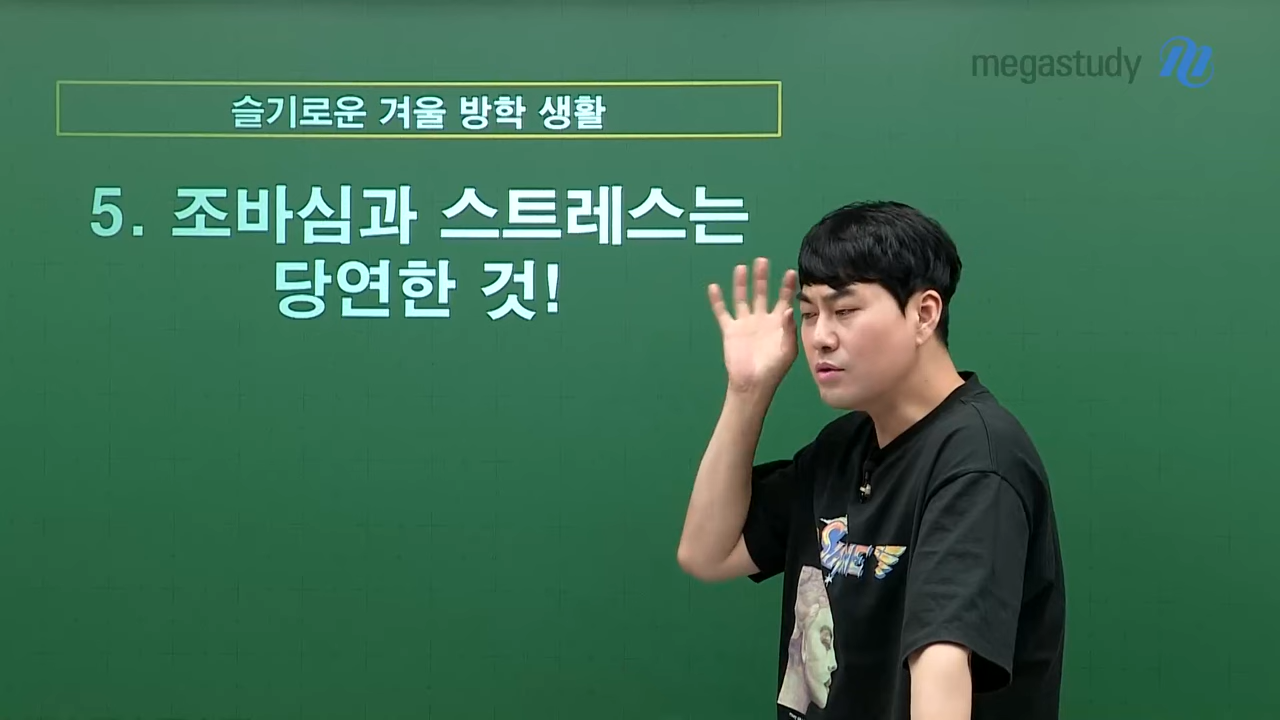 megastudy
슬기로운 겨울 방학 생활
5. 조바심과 스트레스는
당연한 것!